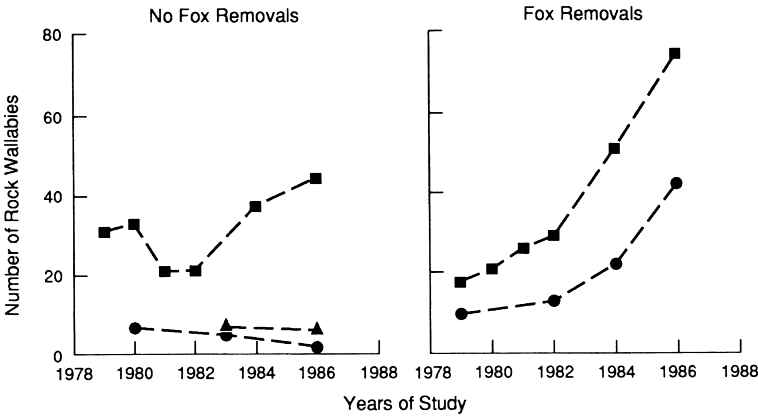 No Fox Removals
Fox Removals
Number of Rock Wallabies
80
60
40
20
0
1978 1980 1982 1984 1986 1988
1978 1980 1982 1984 1986 1988
Years of Study